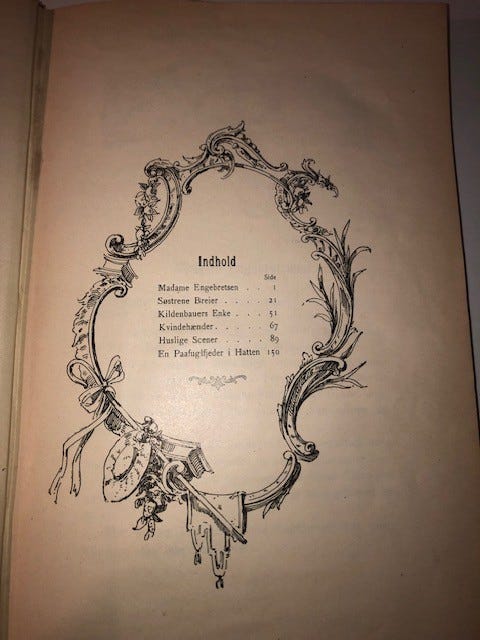 Indhold
Side
Madame Engebretsen . . 1
Søstrene Breier . . . . . 21
Kildenbauers Enke . . . . 51
Kvindehænder. . . . . . 67
Huslige Scener . . . . . 89
En Paafuglfjeder i Hatten 150